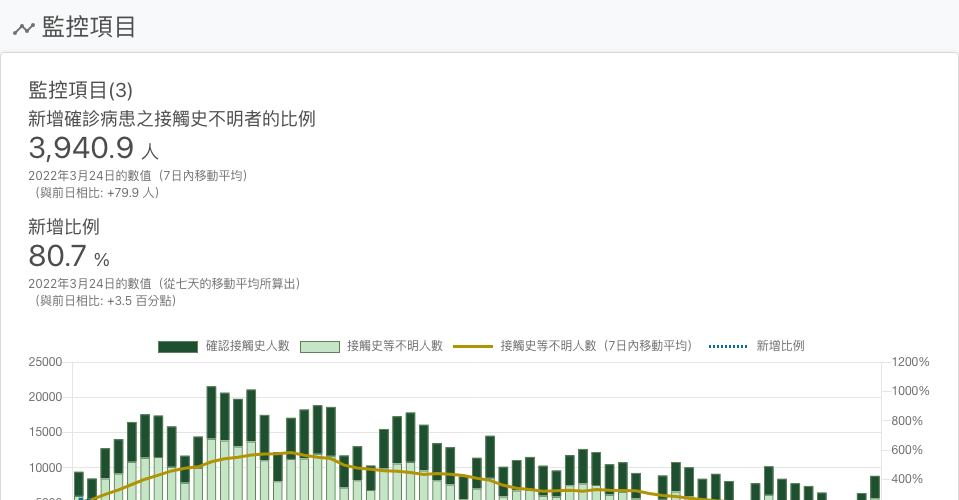 監控項目
監控項目(3)
新增確診病患之接觸史不明者的比例
3,940.9 人
2022年3月24日的數值（7日內移動平均）
（與前日相比: +79.9 人）
新增比例
80.7 %
2022年3月24日的數值（從七天的移動平均所算出）
（與前日相比: +3.5 百分點）
確認接觸史人數 接觸史等不明人數 接觸史等不明人數（7日內移動平均） 新增比例
25000 1200%
1000%
20000
800%
15000
600%
10000
400%